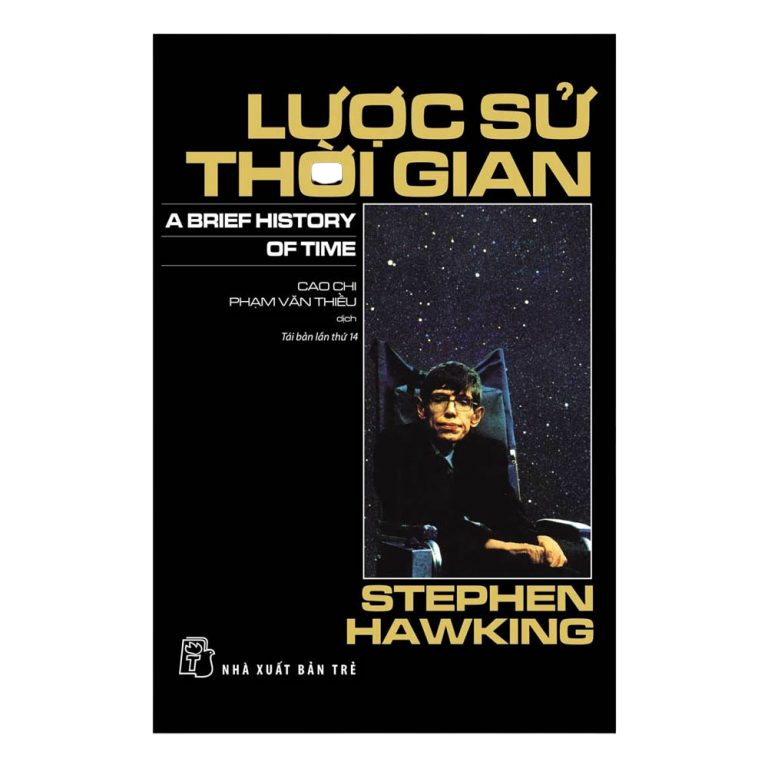 LƯỢC SỬ
THỜI GIAN
A BRIEF HISTORY
OF TIME
CAO CHI
PHẠM VĂN THIỀU
dịch
Tái bản lần thứ 14
STEPHEN
HAWKING
T
NHÀ XUẤT BẢN TRẺ